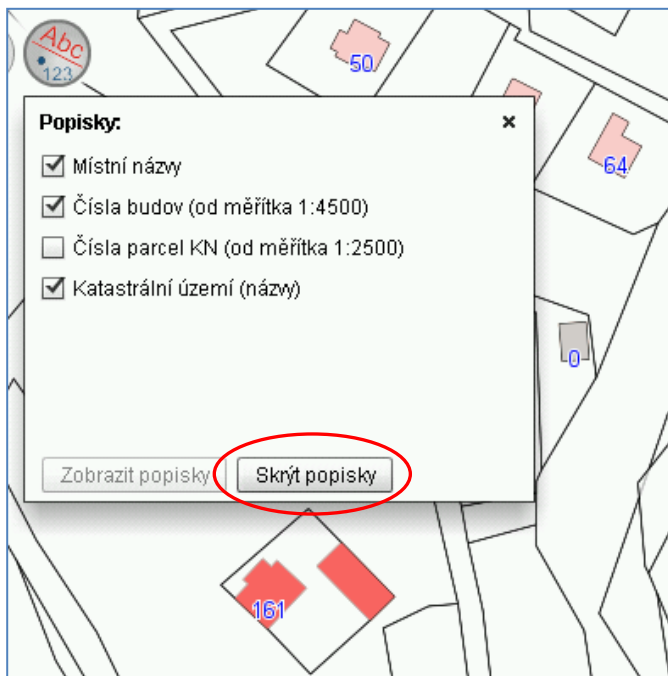 Abc
123
50
64
Popisky:
Místní názvy
Čísla budov (od měřítka 1:4500)
Čísla parcel KN (od měřítka 1:2500)
Katastrální území (názvy)
0
Zobrazit popisky
Skrýt popisky
161